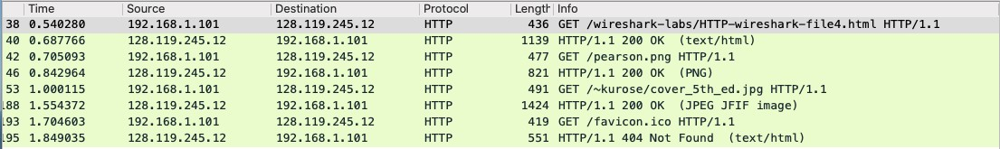 Time Source Destination Protocol Length Info
38 0.540280 192.168.1.101 128.119.245.12 HTTP 436 GET /wireshark-labs/HTTP-wireshark-file4.html HTTP/1.1
40 0.687766 128.119.245.12 192.168.1.101 HTTP 1139 HTTP/1.1 200 OK (text/html)
42 0.705093 192.168.1.101 128.119.245.12 HTTP 477 GET /pearson.png HTTP/1.1
46 0.842964 128.119.245.12 192.168.1.101 HTTP 821 HTTP/1.1 200 OK (PNG)
53 1.000115 192.168.1.101 128.119.245.12 HTTP 491 GET /~kurose/cover_5th_ed.jpg HTTP/1.1
188 1.554372 128.119.245.12 192.168.1.101 HTTP 1424 HTTP/1.1 200 OK (JPEG JFIF image)
193 1.704603 192.168.1.101 128.119.245.12 HTTP 419 GET /favicon.ico HTTP/1.1
195 1.849035 128.119.245.12 192.168.1.101 HTTP 551 HTTP/1.1 404 Not Found (text/html)